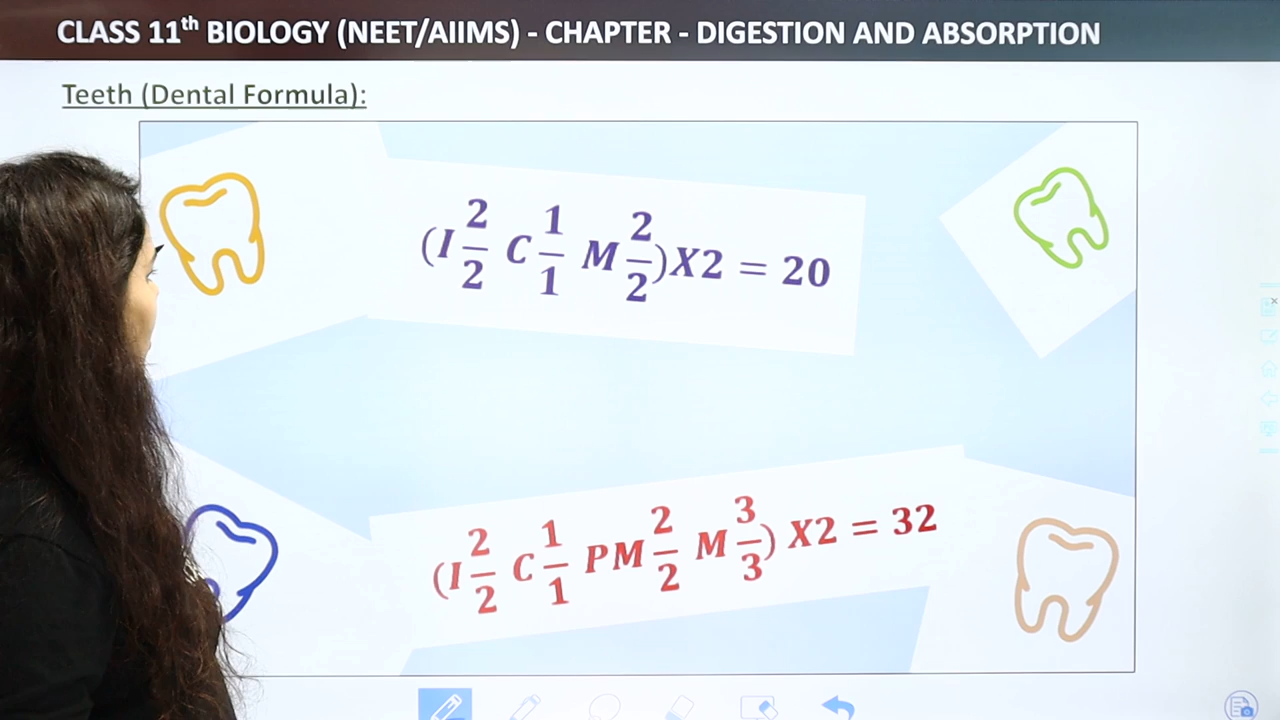 CLASS 11th BIOLOGY (NEET/AIIMS) - CHAPTER - DIGESTION AND ABSORPTION
Teeth (Dental Formula):
(I 2/2 C 1/1 M 2/2)X2 = 20
(I 2/2 C 1/1 PM 2/2 M 3/3) X2 = 32